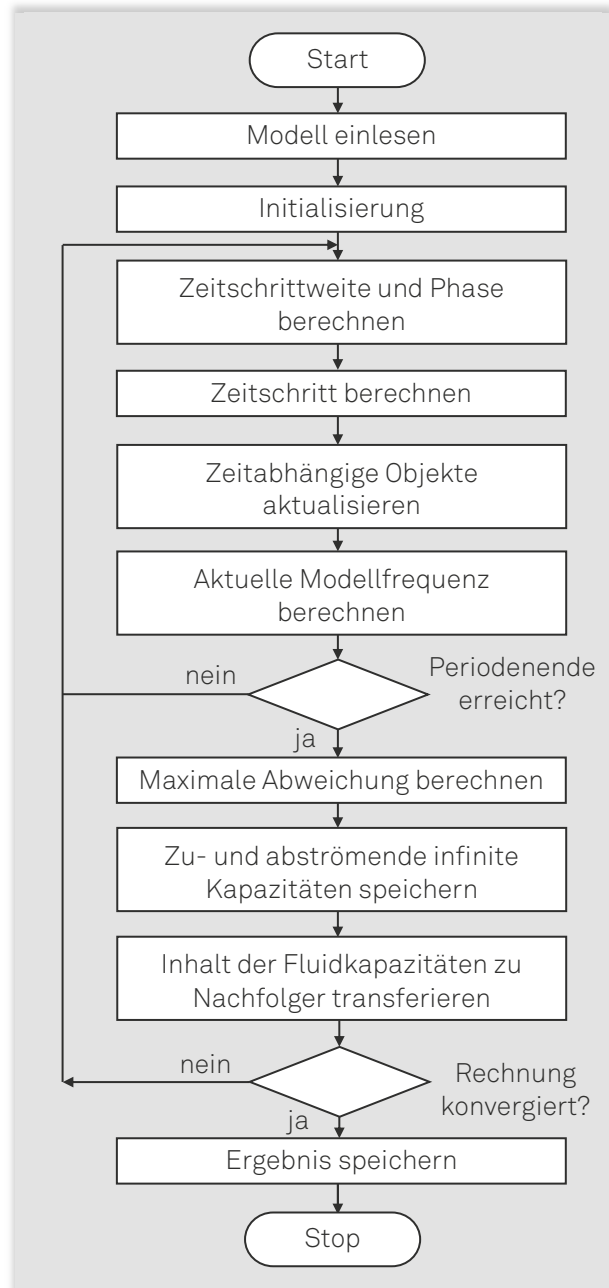 Start
Modell einlesen
Initialisierung
Zeitschrittweite und Phase
berechnen
Zeitschritt berechnen
Zeitabhängige Objekte
aktualisieren
Aktuelle Modellfrequenz
berechnen
nein
Periodenende
erreicht?
ja
Maximale Abweichung berechnen
Zu- und abströmende infinite
Kapazitäten speichern
Inhalt der Fluidkapazitäten zu
Nachfolger transferieren
nein
Rechnung
konvergiert?
ja
Ergebnis speichern
Stop